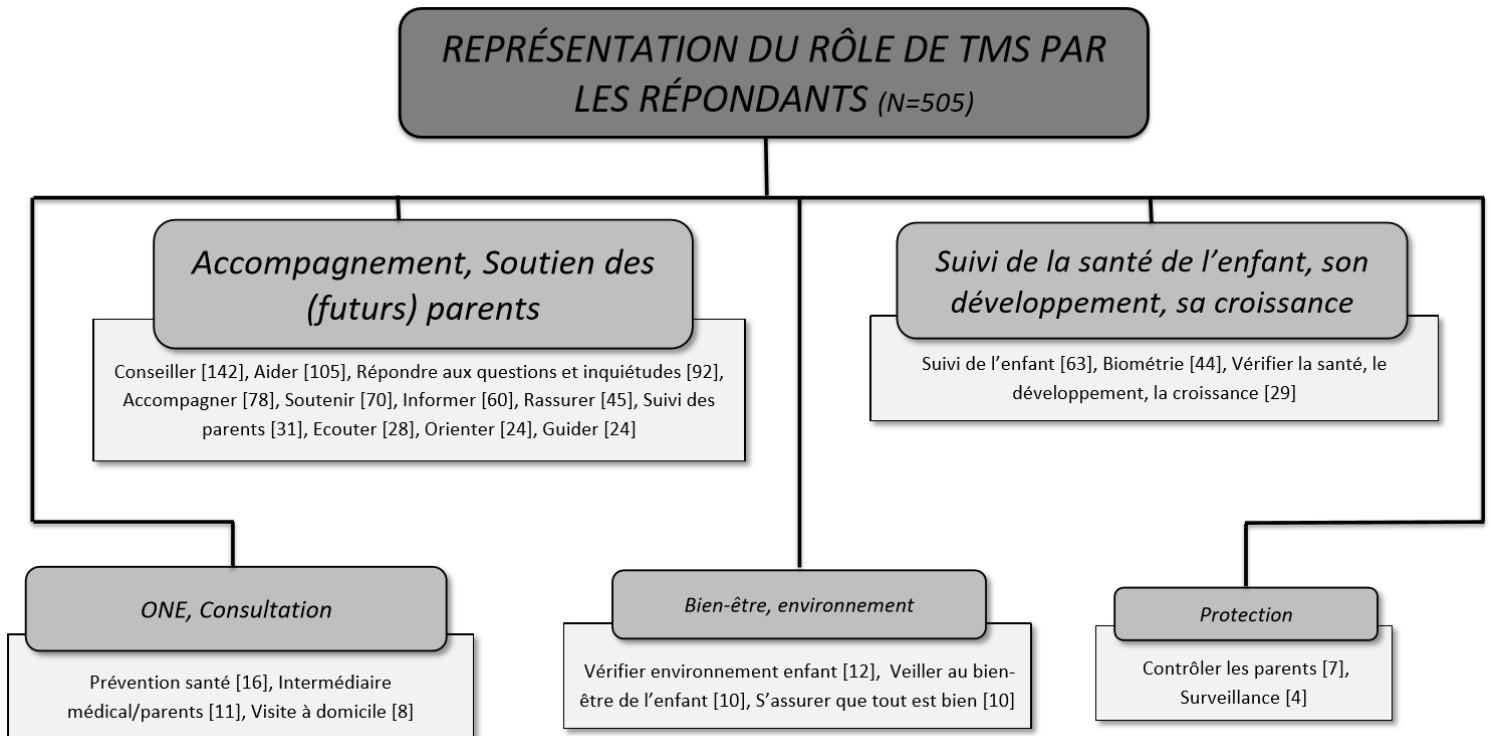 REPRÉSENTATION DU RÔLE DE TMS PAR
LES RÉPONDANTS (N=505)
Accompagnement, Soutien des
(futurs) parents
Conseiller [142], Aider [105], Répondre aux questions et inquiétudes [92],
Accompagner [78], Soutenir [70], Informer [60], Rassurer [45], Suivi des
parents [31], Ecouter [28], Orienter [24], Guider [24]
Suivi de la santé de l’enfant, son
développement, sa croissance
Suivi de l’enfant [63], Biométrie [44], Vérifier la santé, le
développement, la croissance [29]
ONE, Consultation
Prévention santé [16], Intermédiaire
médical/parents [11], Visite à domicile [8]
Bien-être, environnement
Vérifier environnement enfant [12], Veiller au bien-
être de l’enfant [10], S’assurer que tout est bien [10]
Protection
Contrôler les parents [7],
Surveillance [4]